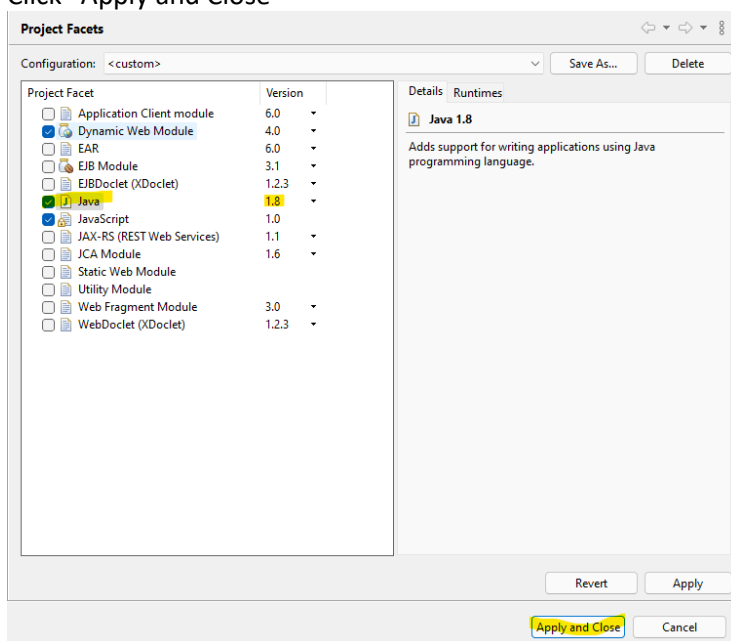 Click "Apply and Close"
Project Facets
Configuration: <custom> Save As... Delete
Project Facet Version
Application Client module 6.0
Dynamic Web Module 4.0
EAR 6.0
EJB Module 3.1
EJBDoclet (XDoclet) 1.2.3
Java 1.8
JavaScript 1.0
JAX-RS (REST Web Services) 1.1
JCA Module 1.6
Static Web Module
Utility Module
Web Fragment Module 3.0
WebDoclet (XDoclet) 1.2.3
Details Runtimes
Java 1.8
Adds support for writing applications using Java
programming language.
Revert Apply
Apply and Close Cancel